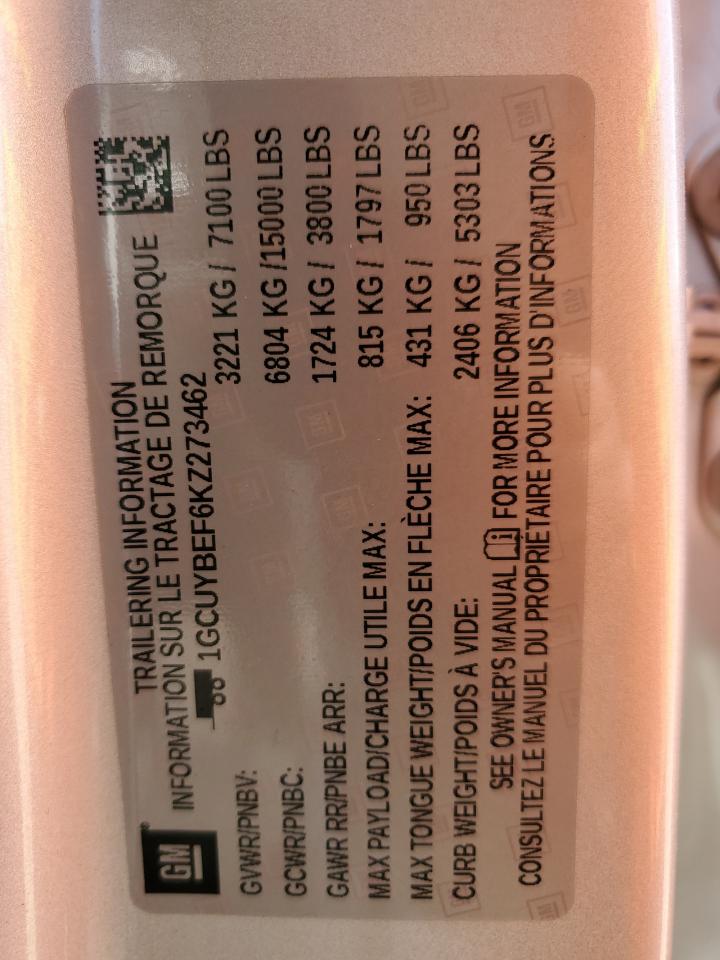 GM
TRAILERING INFORMATION
INFORMATION SUR LE TRACTAGE DE REMORQUE
1GCUYBEF6KZ273462
GVWR/PNBV: 3221 KG / 7100 LBS
GCWR/PNBC: 6804 KG /15000 LBS
GAWR RR/PNBE ARR: 1724 KG / 3800 LBS
MAX PAYLOAD/CHARGE UTILE MAX: 815 KG / 1797 LBS
MAX TONGUE WEIGHT/POIDS EN FLÈCHE MAX: 431 KG / 950 LBS
CURB WEIGHT/POIDS À VIDE: 2406 KG / 5303 LBS
SEE OWNER'S MANUAL FOR MORE INFORMATION
CONSULTEZ LE MANUEL DU PROPRIÉTAIRE POUR PLUS D'INFORMATIONS